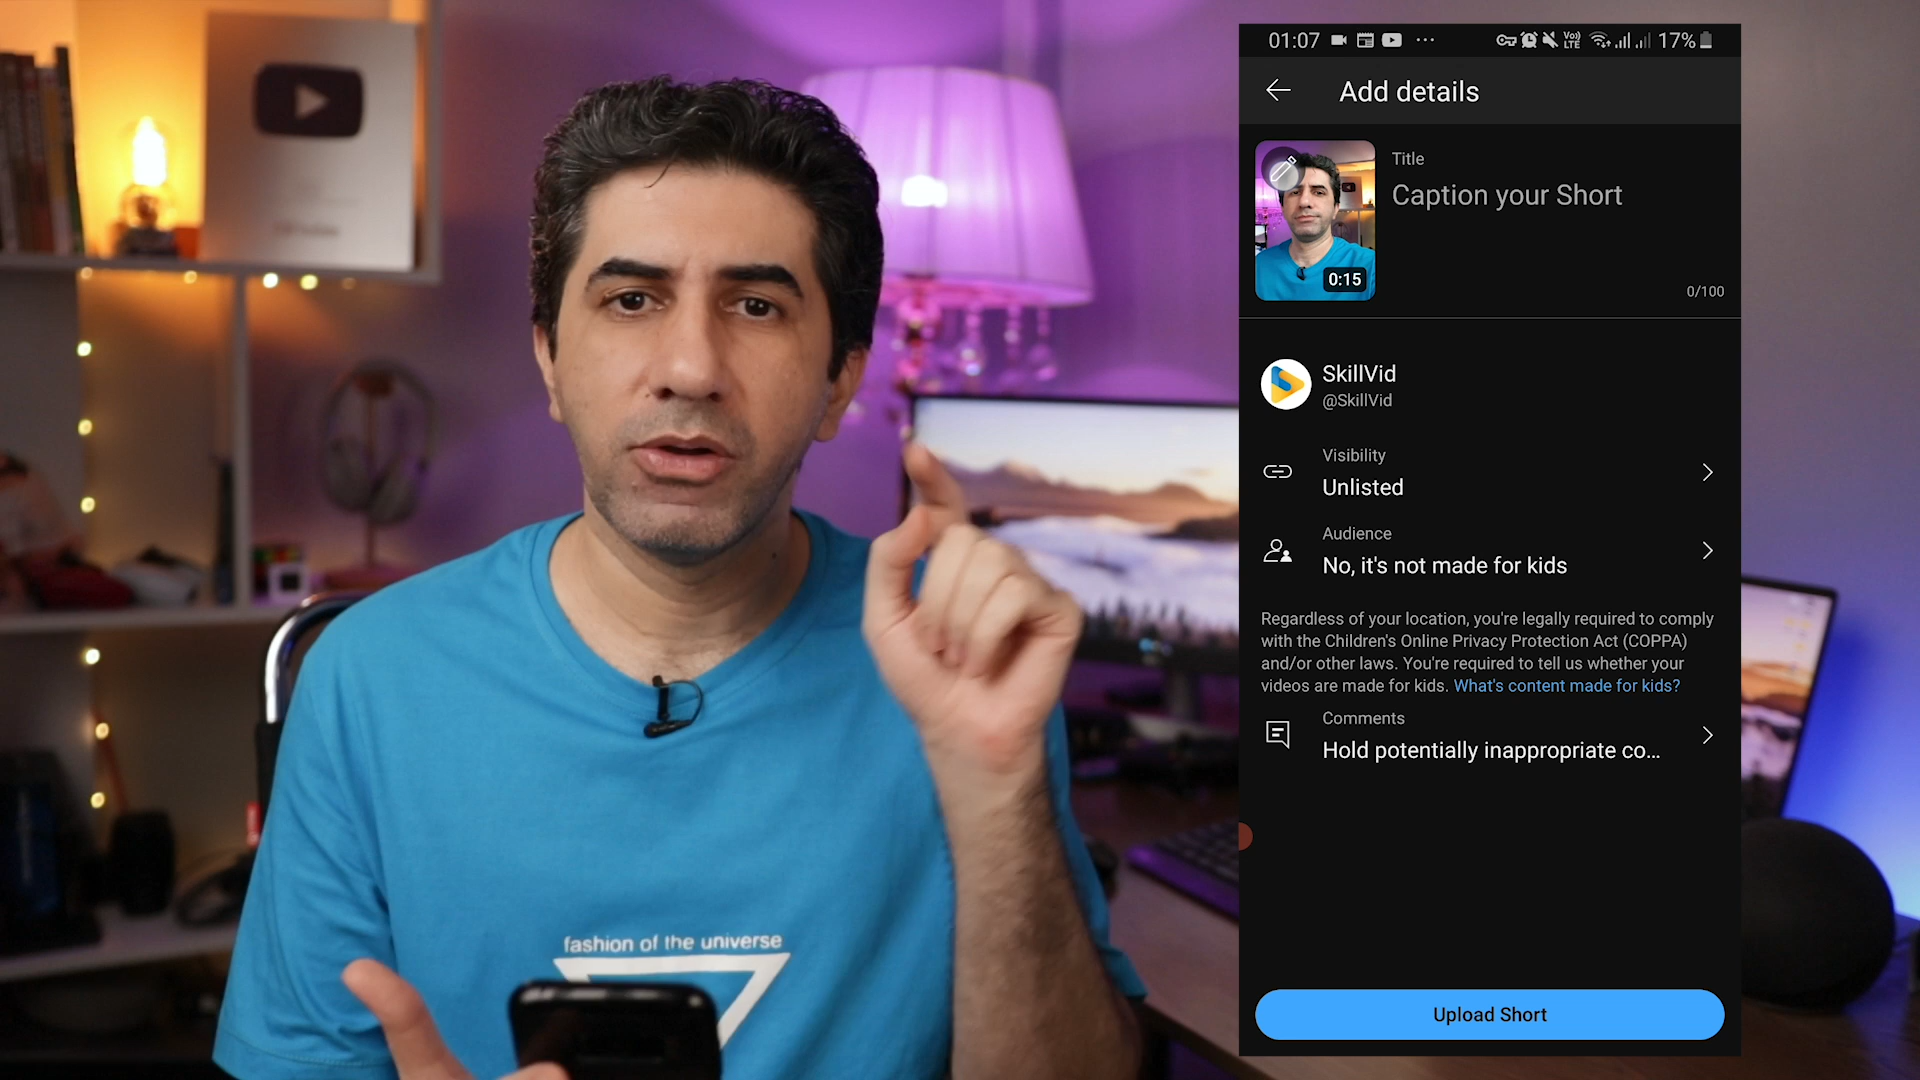 01:07
Vo)
LTE
17%
Add details
Title
Caption your Short
0:15
0/100
SkillVid
@SkillVid
Visibility
Unlisted
Audience
No, it's not made for kids
Regardless of your location, you're legally required to comply
with the Children's Online Privacy Protection Act (COPPA)
and/or other laws. You're required to tell us whether your
videos are made for kids. What's content made for kids?
Comments
Hold potentially inappropriate co...
Upload Short
fashion of the universe